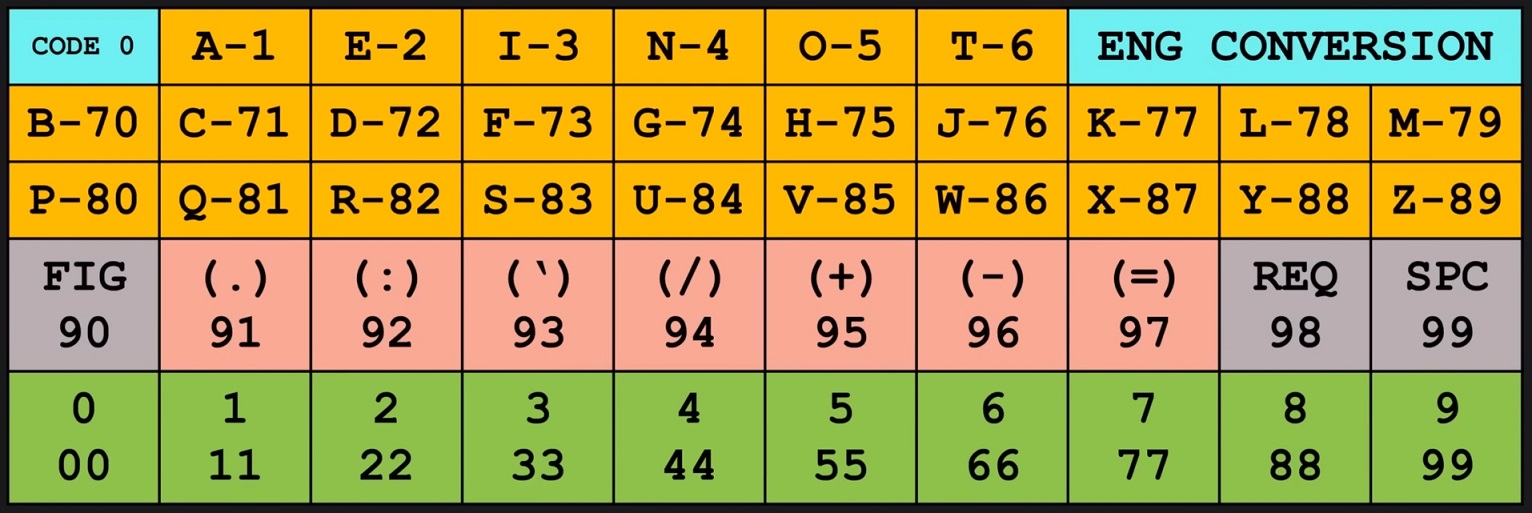 CODE 0 A-1 E-2 I-3 N-4 O-5 T-6 ENG CONVERSION
B-70 C-71 D-72 F-73 G-74 H-75 J-76 K-77 L-78 M-79
P-80 Q-81 R-82 S-83 U-84 V-85 W-86 X-87 Y-88 Z-89
FIG (.) (:) (‵) (/) (+) (-) (=) REQ SPC
90 91 92 93 94 95 96 97 98 99
0 1 2 3 4 5 6 7 8 9
00 11 22 33 44 55 66 77 88 99